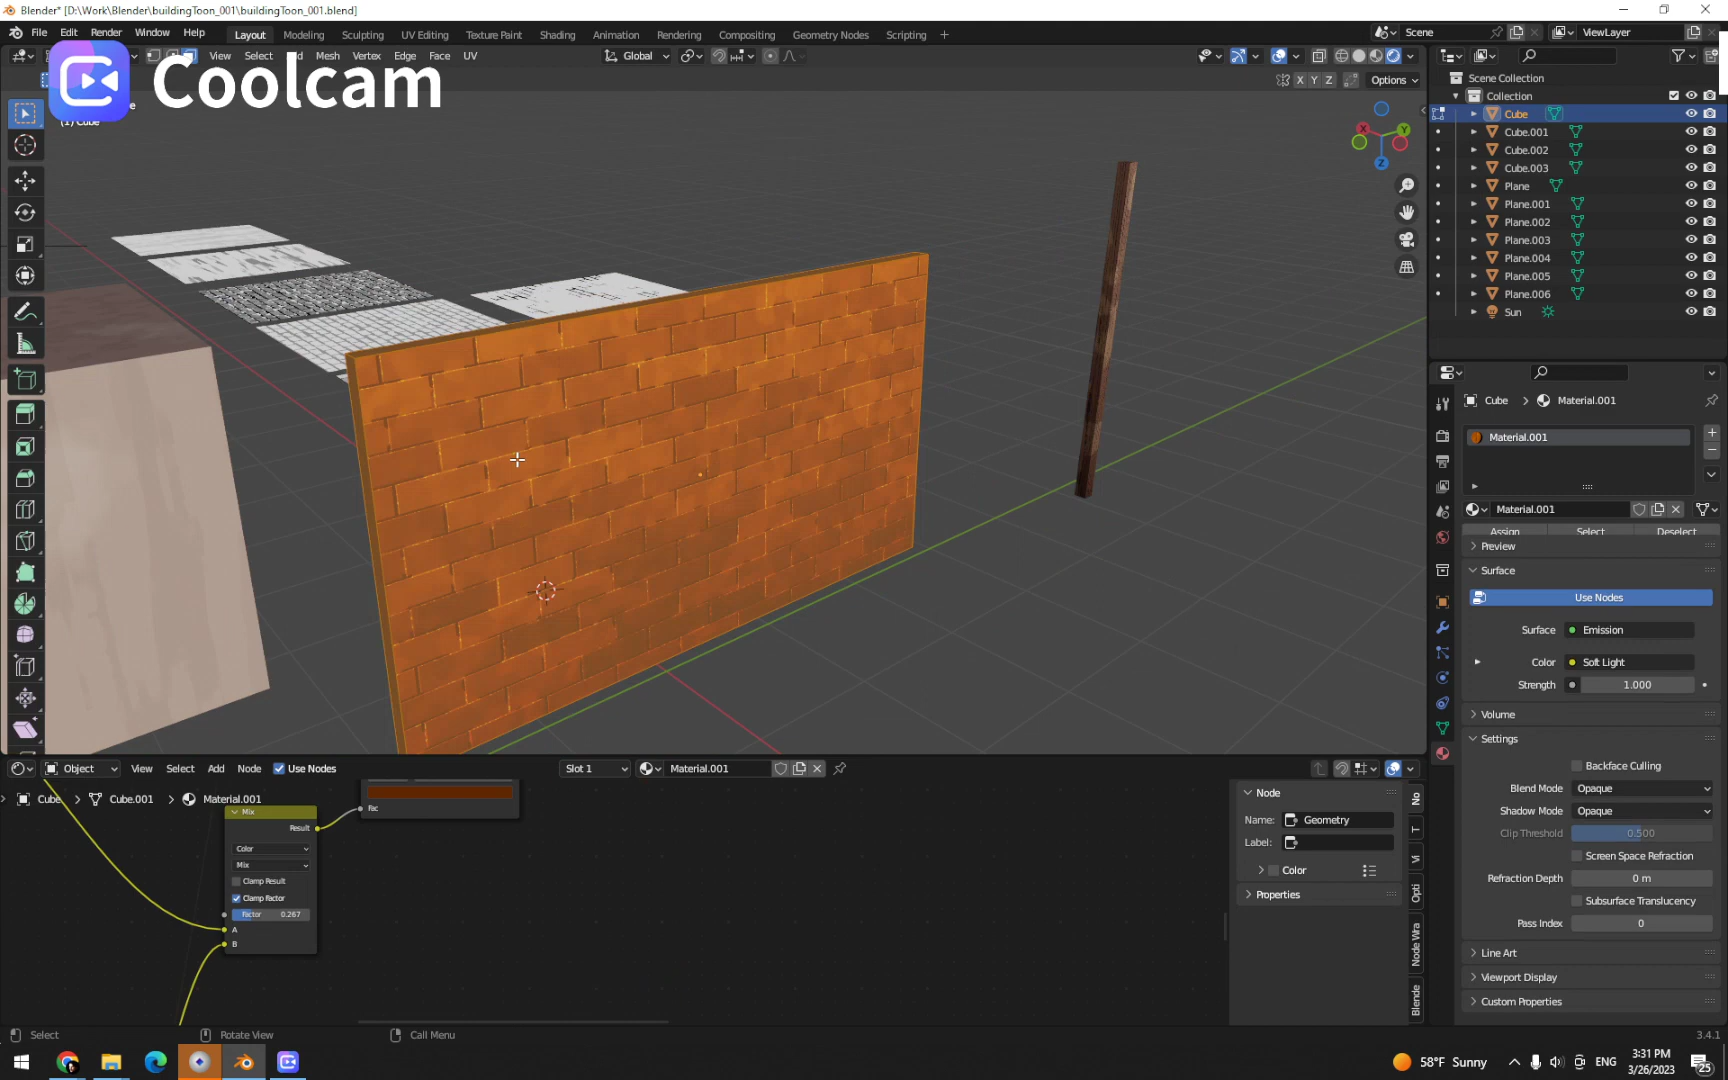 Blender* [D:\Work\Blender\buildingToon_001\buildingToon_001.blend]
File Edit Render Window Help Layout Modeling Sculpting UV Editing Texture Paint Shading Animation Rendering Compositing Geometry Nodes Scripting + Scene ViewLayer
View Select Mesh Vertex Edge Face UV Global
Coolcam
X Y Z Options
(1) Cube
X Y Z
Scene Collection
Collection
Cube
Cube.001
Cube.002
Cube.003
Plane
Plane.001
Plane.002
Plane.003
Plane.004
Plane.005
Plane.006
Sun
Cube > Material.001
Material.001
Material.001
Assign Select Deselect
Preview
Surface
Use Nodes
Surface Emission
Color Soft Light
Strength 1.000
Volume
Settings
Backface Culling
Blend Mode Opaque
Shadow Mode Opaque
Clip Threshold 0.500
Screen Space Refraction
Refraction Depth 0 m
Subsurface Translucency
Pass Index 0
Line Art
Viewport Display
Custom Properties
Object View Select Add Node Use Nodes Slot 1 Material.001
Cube > Cube.001 > Material.001
Fac
Mix
Result
Color
Mix
Clamp Result
Clamp Factor
Factor 0.267
A
B
Node
Name: Geometry
Label:
Color
Properties
No
T
Vi
Opti
Node Wra
Blende
Select Rotate View Call Menu 3.4.1
58°F Sunny ENG 3:31 PM
3/26/2023 25